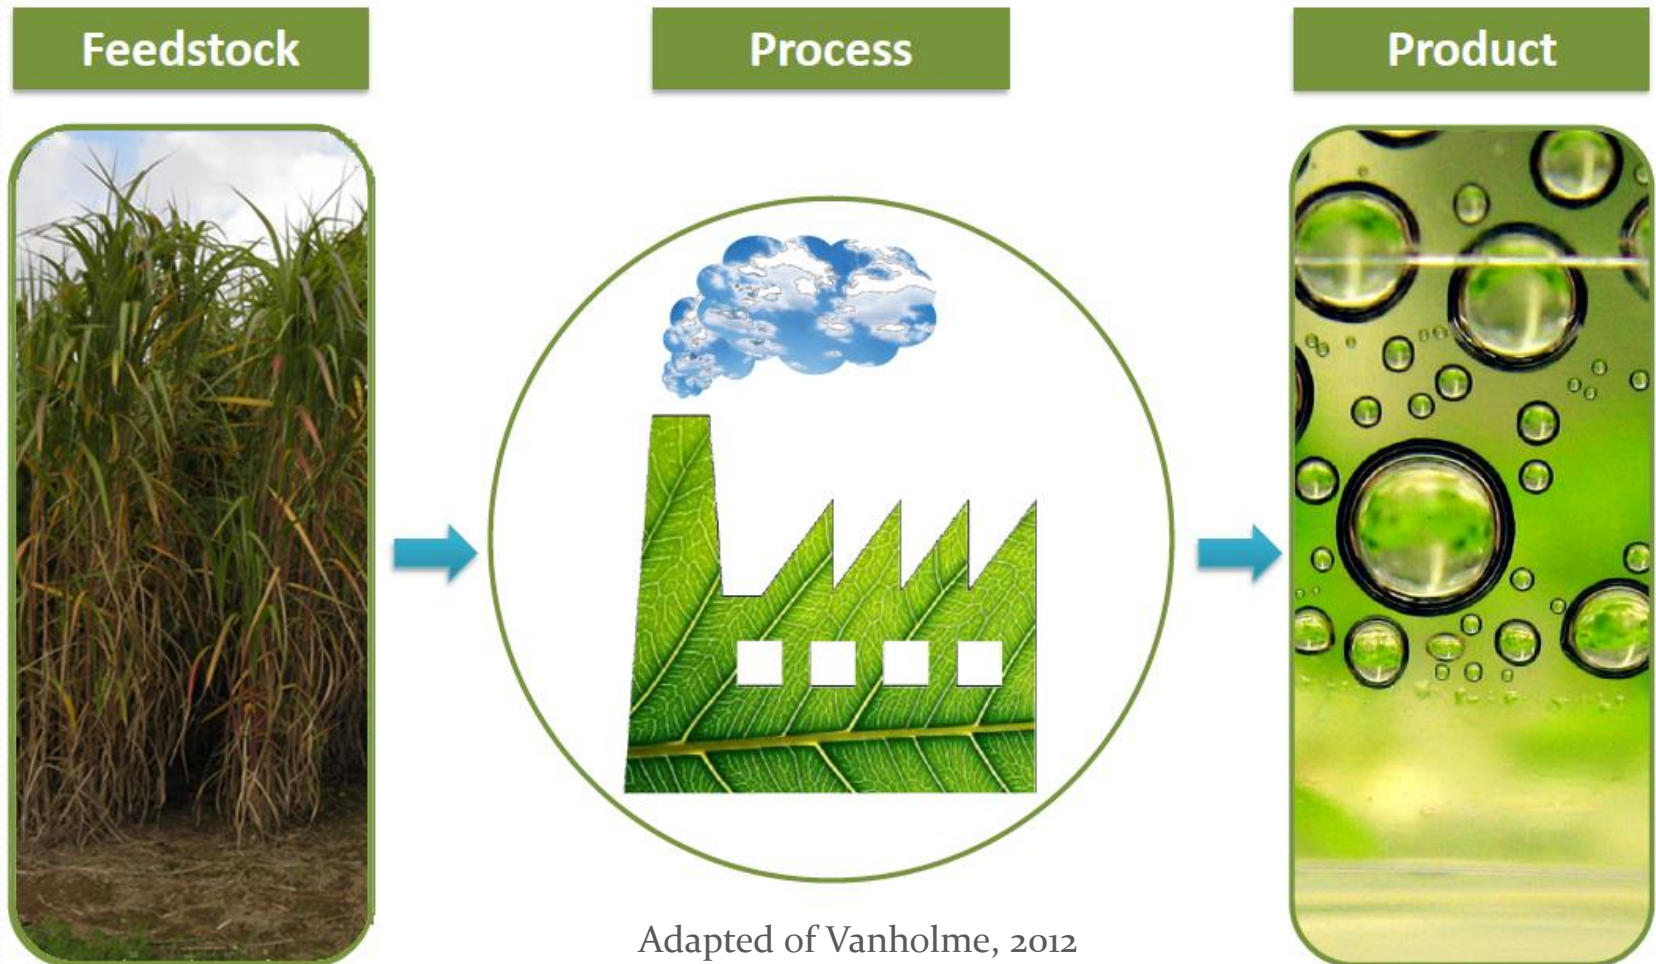 Feedstock
Process
Product
Adapted of Vanholme, 2012